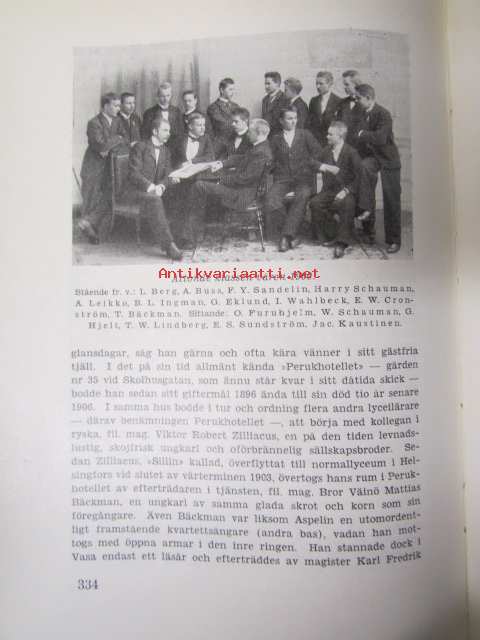 Antikvariaatti.net
Åttonde klassen våren
Stående fr. v.: L. Berg, A. Buss, F. Y. Sandelin, Harry Schauman,
A. Leikko, B. L. Ingman, G. Eklund, I. Wahlbeck, E. W. Cron-
ström, T. Bäckman. Sittande: O. Furuhjelm, W. Schauman, G.
Hjelt, T. W. Lindberg, E. S. Sundström, Jac. Kaustinen.
glansdagar, såg han gärna och ofta kära vänner i sitt gästfria
tjäll. I det på sin tid allmänt kända »Perukhotellet» — gården
nr 35 vid Skolhusgatan, som ännu står kvar i sitt dåtida skick —
bodde han sedan sitt giftermål 1896 ända till sin död tio år senare
1906. I samma hus bodde i tur och ordning flera andra lyceilärare
— därav benämningen Perukhotellet —, att börja med kollegan i
ryska, fil. mag. Viktor Robert Zilliacus, en på den tiden levnads-
lustig, skojfrisk ungkarl och oförbrännelig sällskapsbroder. Se-
dan Zilliacus, »Sillin» kallad, överflyttat till normallyceum i Hel-
singfors vid slutet av vårterminen 1903, övertogs hans rum i Peruk-
hotellet av efterträdaren i tjänsten, fil. mag. Bror Väinö Mattias
Bäckman, en ungkarl av samma glada skrot och korn som sin
föregångare. Även Bäckman var liksom Aspelin en utomordent-
ligt framstående kvartettsångare (andra bas), vadan han mot-
togs med öppna armar i den inre ringen. Han stannade dock i
Vasa endast ett läsår och efterträddes av magister Karl Fredrik
334